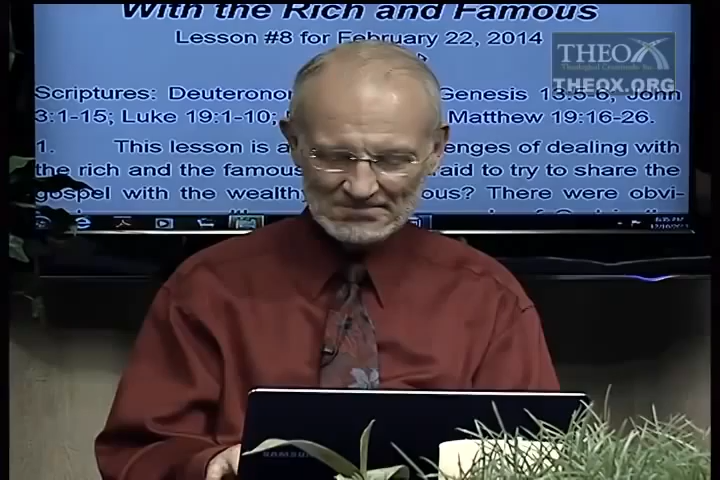 With the Rich and Famous
Lesson #8 for February 22, 2014
THEOX
THEOX.ORG
Scriptures: Genesis 13:5-6; John
3:1-15; Luke 19:1-10; Matthew 19:16-26.
1. This lesson is a enges of dealing with
the rich and the famous aid to try to share the
gospel with the wealthy ous? There were obvi-
SAMSUNG